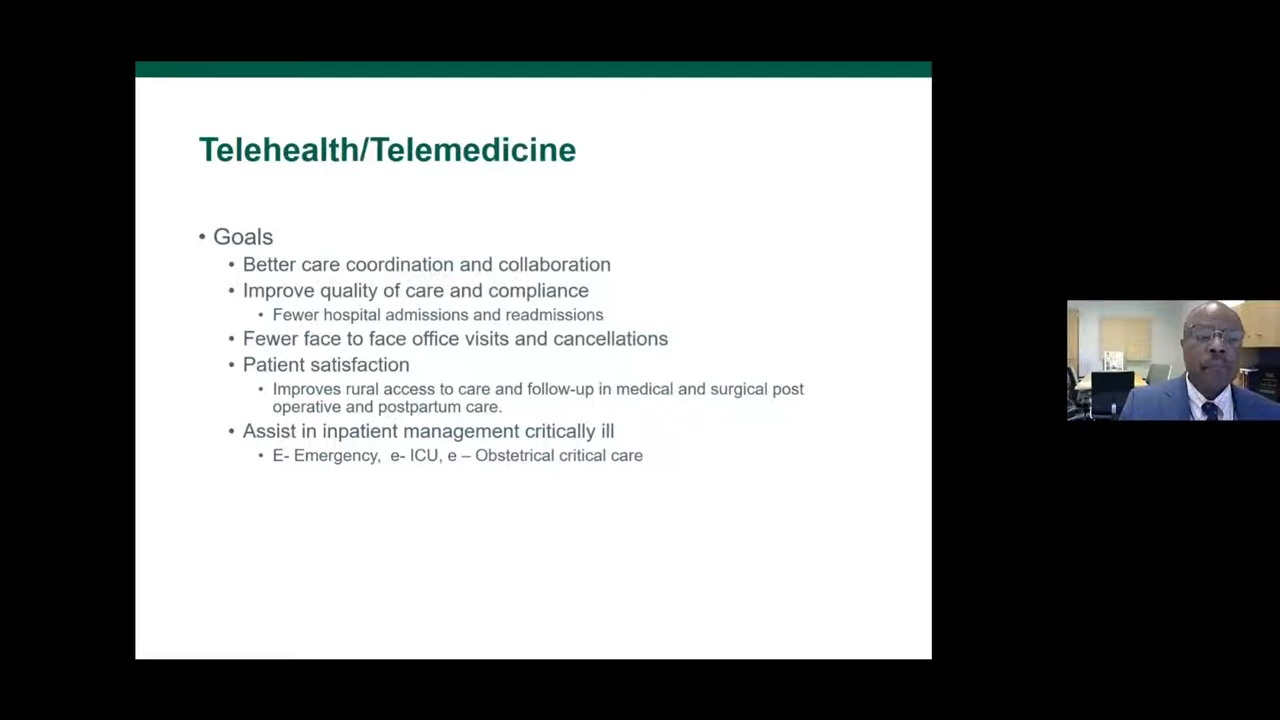 Telehealth/Telemedicine
• Goals
• Better care coordination and collaboration
• Improve quality of care and compliance
• Fewer hospital admissions and readmissions
• Fewer face to face office visits and cancellations
• Patient satisfaction
• Improves rural access to care and follow-up in medical and surgical post
operative and postpartum care.
• Assist in inpatient management critically ill
• E- Emergency,  e- ICU, e – Obstetrical critical care